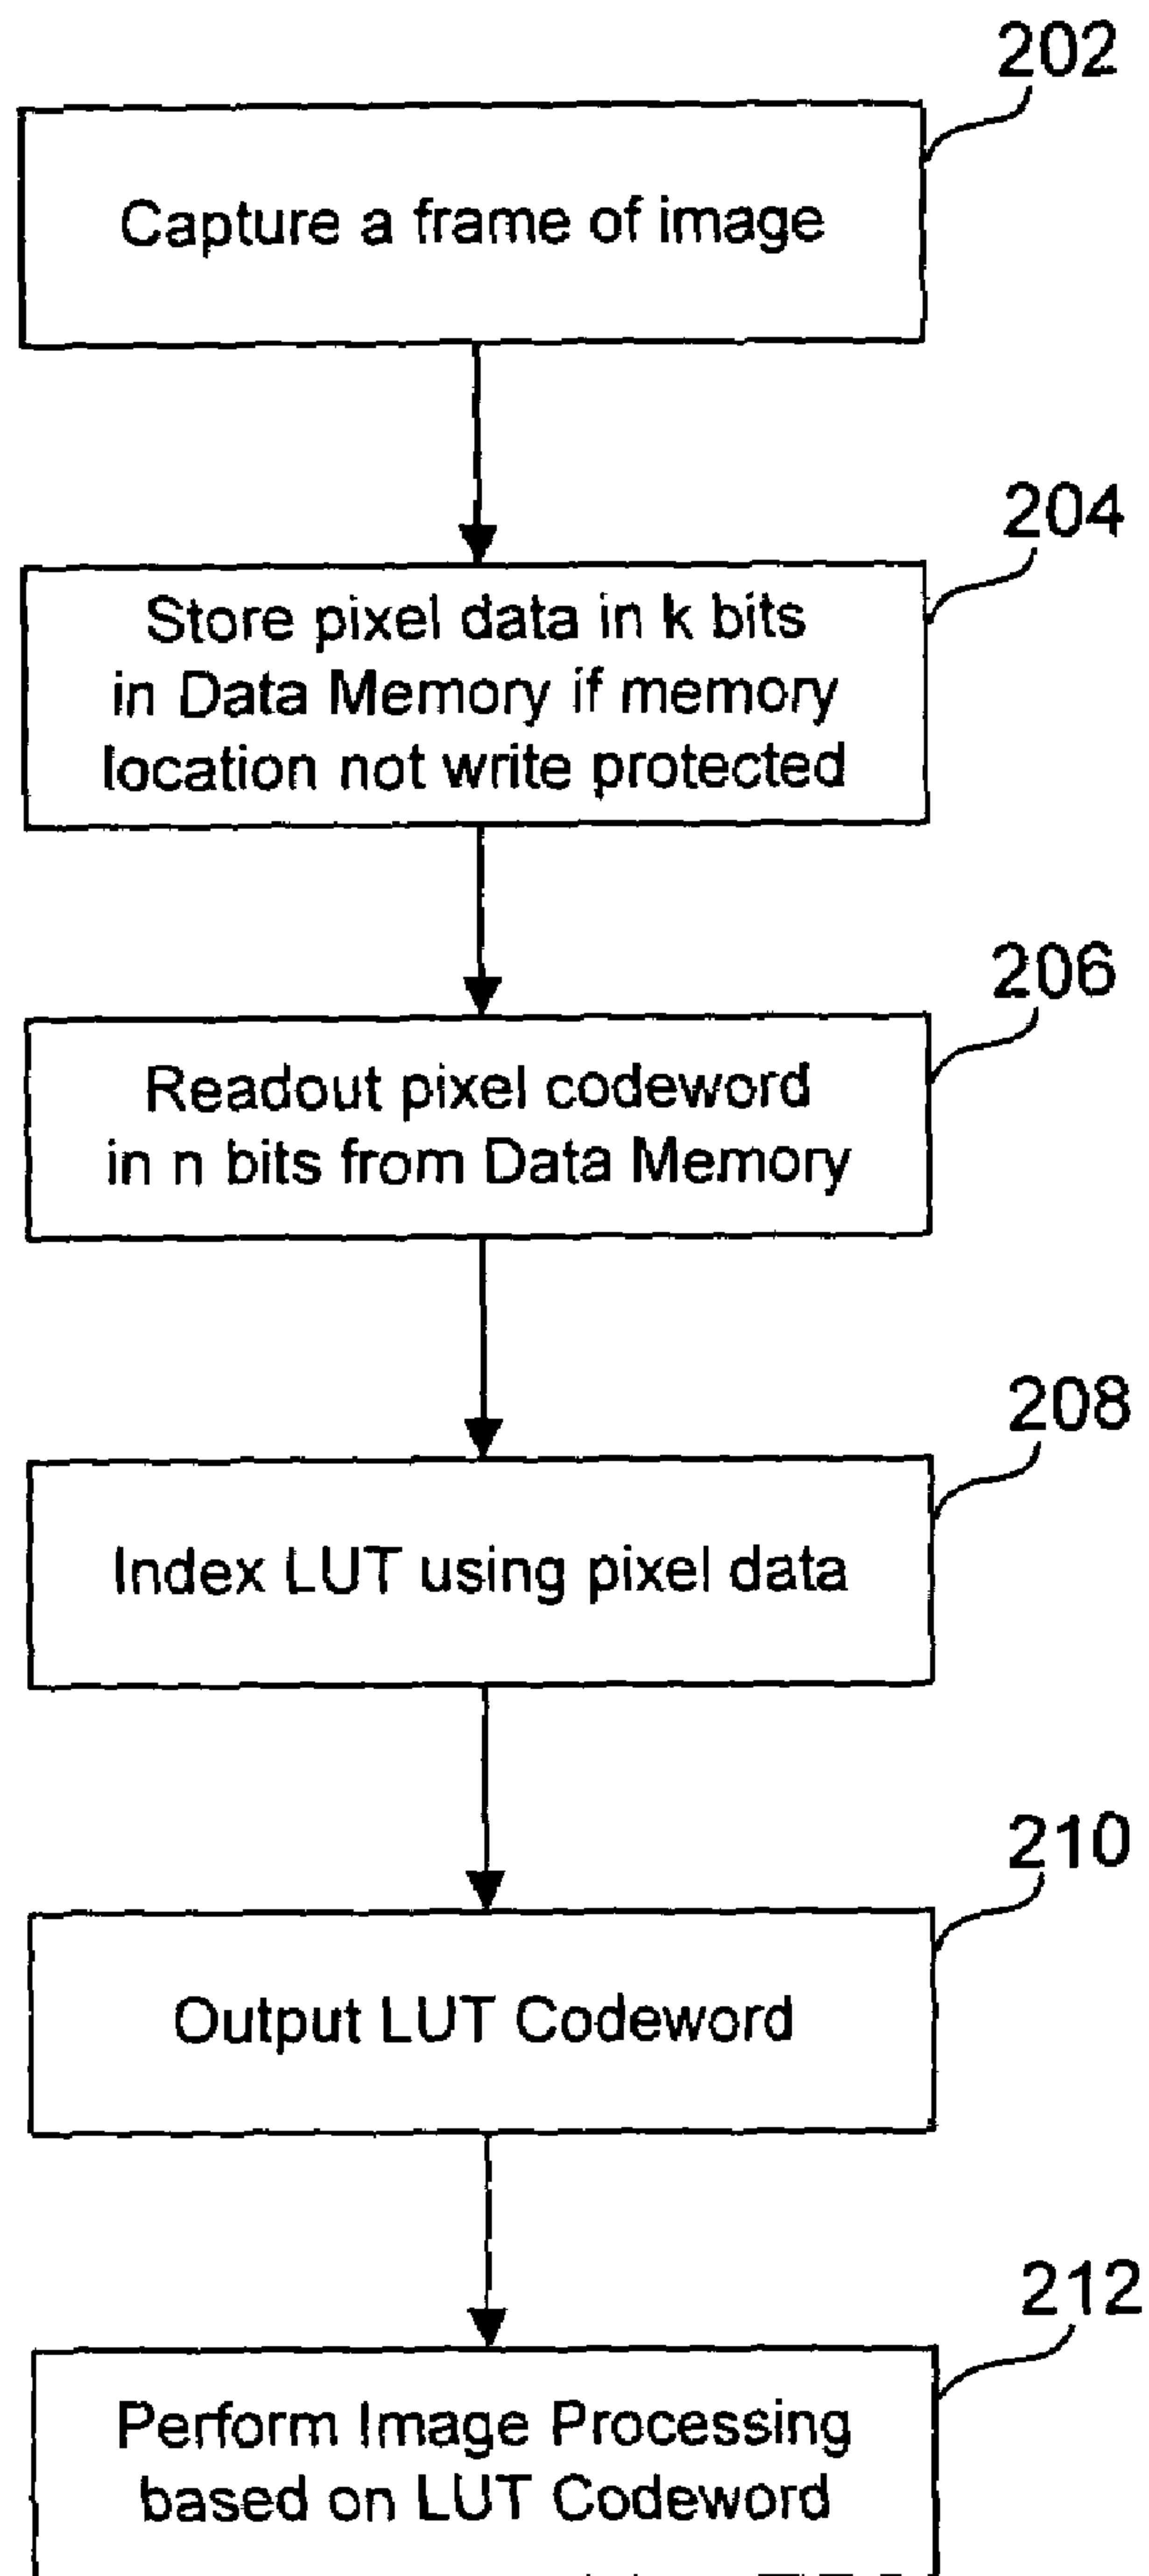 202
Capture a frame of image
204
Store pixel data in k bits
in Data Memory if memory
location not write protected
206
Readout pixel codeword
in n bits from Data Memory
208
Index LUT using pixel data
210
Output LUT Codeword
212
Perform Image Processing
based on LUT Codeword